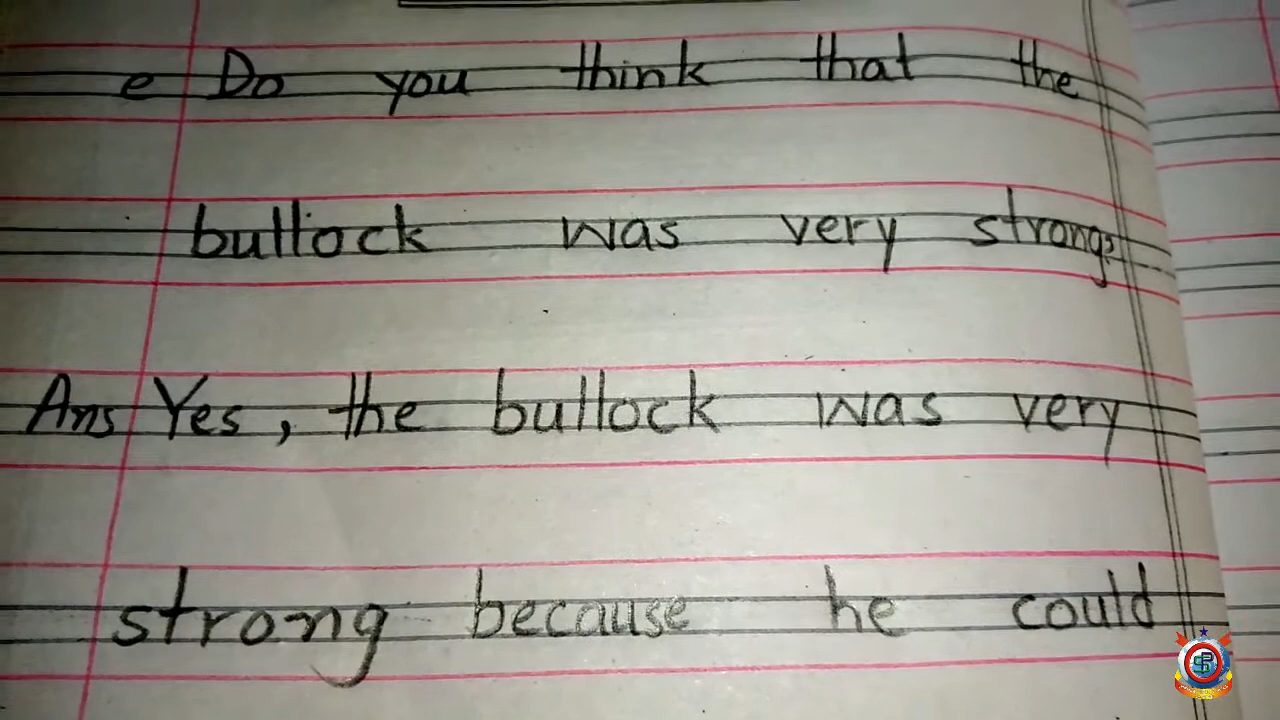 e Do you think that the
bullock was very strong?
Ans Yes, the bullock was very
strong because he could